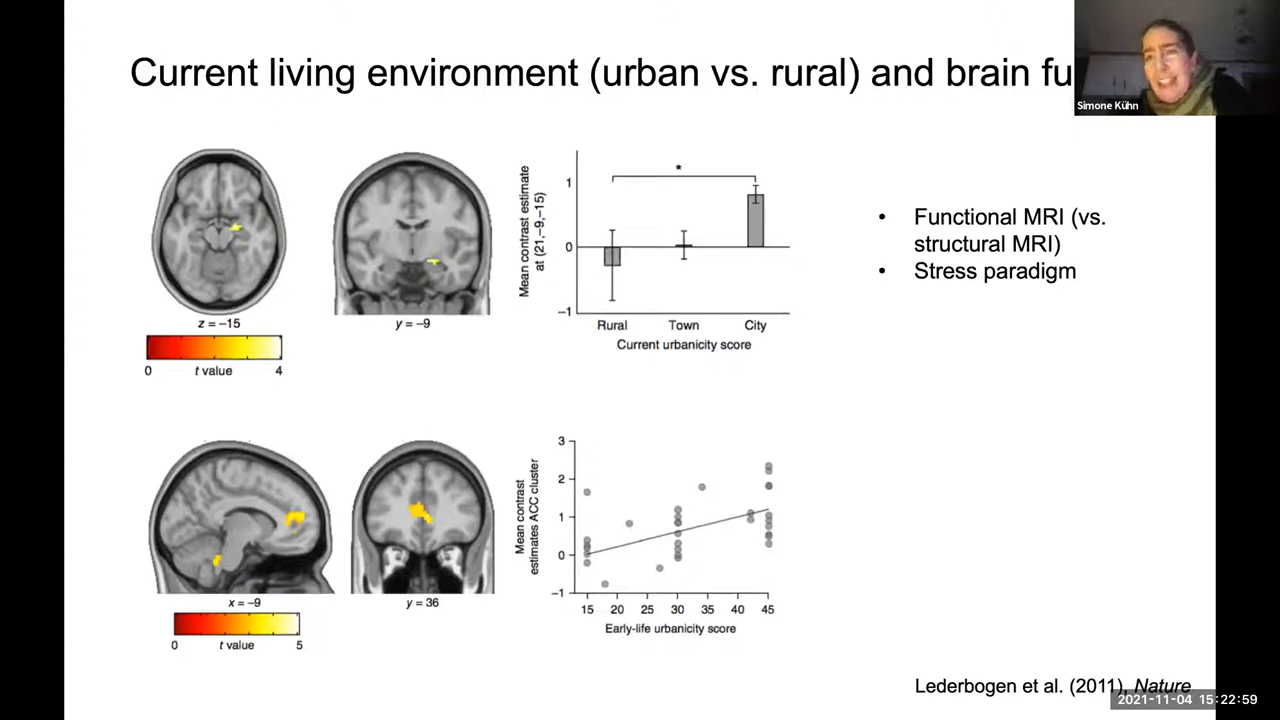 Current living environment (urban vs. rural) and brain fu
Simone Kühn
Mean contrast estimate
at (21,–9,–15)
1
0
–1
*
Rural Town City
Current urbanicity score
z = –15
y = –9
0 t value 4
• Functional MRI (vs.
structural MRI)
• Stress paradigm
Mean contrast
estimates ACC cluster
3
2
1
0
–1
15 20 25 30 35 40 45
Early-life urbanicity score
x = –9
y = 36
0 t value 5
Lederbogen et al. (2011), Nature
2021-11-04 15:22:59